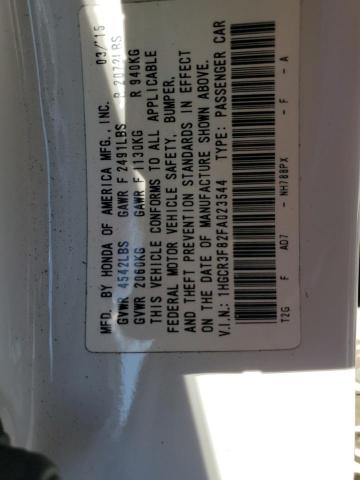 MFD. BY HONDA OF AMERICA MFG., INC. 03/15
GVWR 4542LBS GAWR F 2491LBS R 2072LBS
GVWR 2060KG GAWR F 1130KG R 940KG
THIS VEHICLE CONFORMS TO ALL APPLICABLE
FEDERAL MOTOR VEHICLE SAFETY, BUMPER,
AND THEFT PREVENTION STANDARDS IN EFFECT
ON THE DATE OF MANUFACTURE SHOWN ABOVE.
V.I.N.: 1HGCR3F82FA023544 TYPE: PASSENGER CAR
T2G F AD7 - NH788PX - F - A